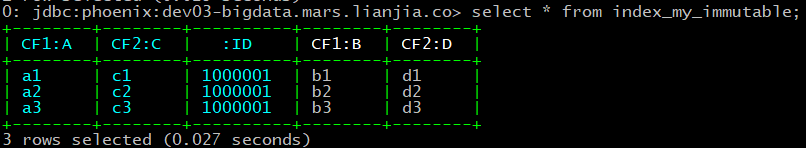 0: jdbc:phoenix:dev03-bigdata.mars.lianjia.co> select * from index_my_immutable;
+--------+--------+----------+--------+--------+
| CF1:A | CF2:C | :ID | CF1:B | CF2:D |
+--------+--------+----------+--------+--------+
| a1 | c1 | 1000001 | b1 | d1 |
| a2 | c2 | 1000001 | b2 | d2 |
| a3 | c3 | 1000001 | b3 | d3 |
+--------+--------+----------+--------+--------+
3 rows selected (0.027 seconds)